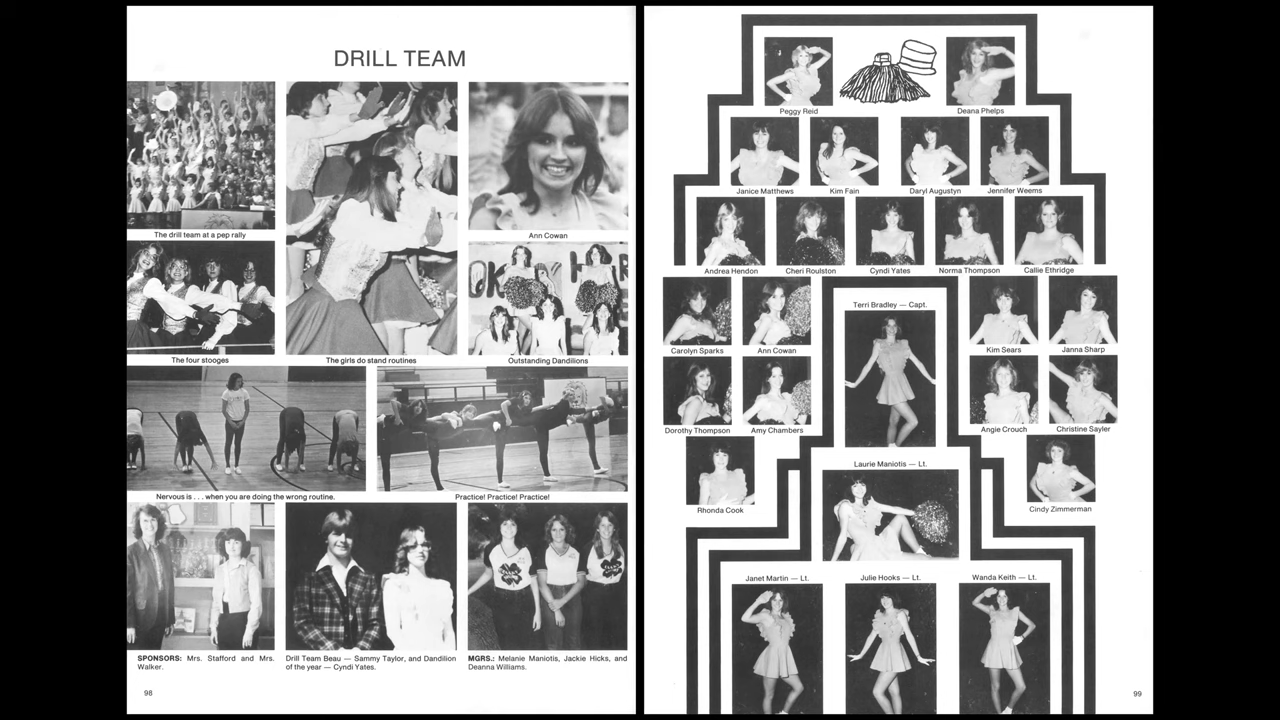 DRILL TEAM
The drill team at a pep rally
The four stooges
The girls do stand routines
Ann Cowan
Outstanding Dandilions
Nervous is . . . when you are doing the wrong routine.
Practice! Practice! Practice!
SPONSORS: Mrs. Stafford and Mrs.
Walker.
Drill Team Beau — Sammy Taylor, and Dandilion
of the year — Cyndi Yates.
MGRS.: Melanie Maniotis, Jackie Hicks, and
Deanna Williams.
98
Peggy Reid
Deana Phelps
Janice Matthews
Kim Fain
Daryl Augustyn
Jennifer Weems
Andrea Hendon
Cheri Roulston
Cyndi Yates
Norma Thompson
Callie Ethridge
Carolyn Sparks
Ann Cowan
Terri Bradley — Capt.
Kim Sears
Janna Sharp
Dorothy Thompson
Amy Chambers
Angie Crouch
Christine Sayler
Rhonda Cook
Laurie Maniotis — Lt.
Cindy Zimmerman
Janet Martin — Lt.
Julie Hooks — Lt.
Wanda Keith — Lt.
99